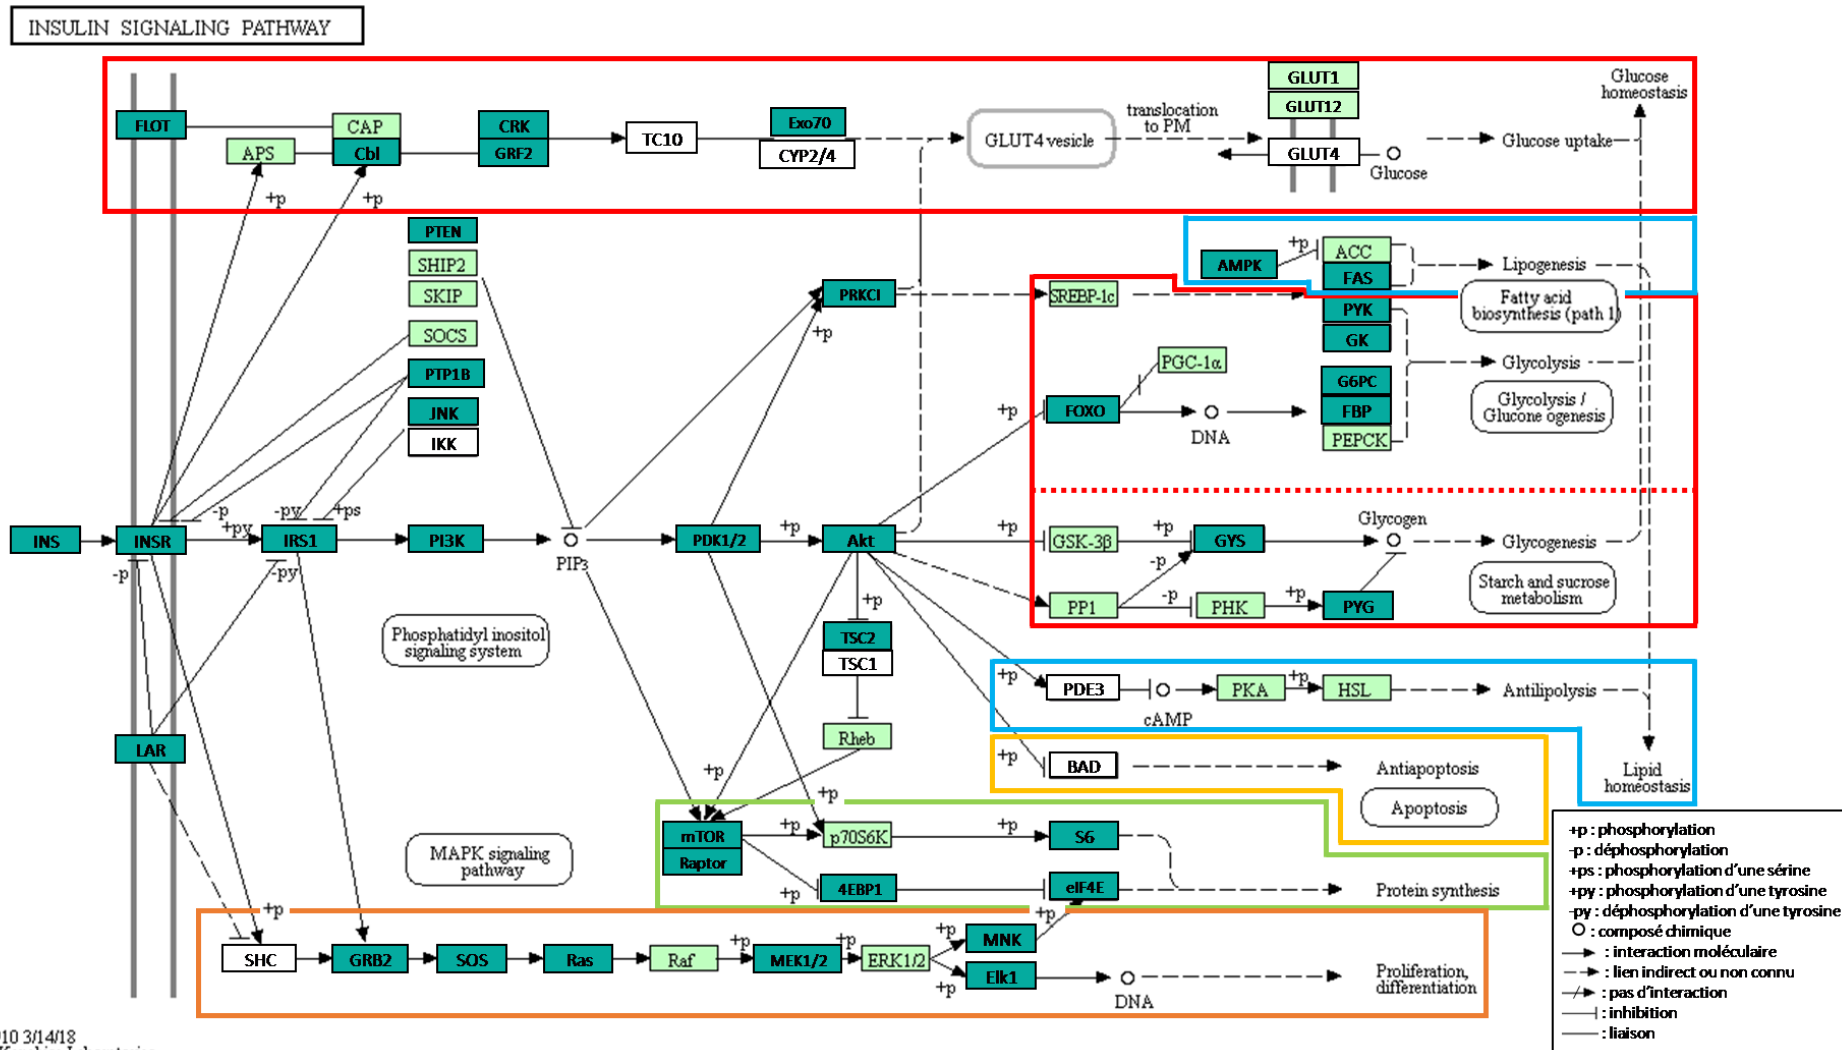 INSULIN SIGNALING PATHWAY
GLUT1
GLUT12
GLUT4
Glucose
Glucose
homeostasis
FLOT
CAP
APS
Cbl
CRK
GRF2
TC10
Exo70
CYP2/4
GLUT4 vesicle
translocation
to PM
Glucose uptake
+p
+p
PTEN
SHIP2
SKIP
SOCS
PTP1B
JNK
IKK
PRKCI
+p
AMPK
+p
ACC
FAS
Lipogenesis
Fatty acid
biosynthesis (path 1)
SREBP-1c
PYK
GK
Glycolysis
PGC-1α
G6PC
FBP
PEPCK
Glycolysis /
Glucone ogenesis
+p
FOXO
DNA
-p
+py
-py
+ps
INS
INSR
IRS1
PI3K
PIP3
PDK1/2
+p
Akt
+p
GSK-3β
+p
GYS
Glycogen
Glycogenesis
-p
-py
-p
PP1
-p
PHK
+p
PYG
Starch and sucrose
metabolism
Phosphatidyl inositol
signaling system
+p
TSC2
TSC1
Rheb
+p
PDE3
cAMP
PKA
+p
HSL
Antilipolysis
Lipid
homeostasis
LAR
+p
BAD
Antiapoptosis
Apoptosis
+p
+p
MAPK signaling
pathway
mTOR
Raptor
+p
p70S6K
+p
S6
+p
4EBP1
eIF4E
Protein synthesis
+p
SHC
GRB2
SOS
Ras
Raf
+p
MEK1/2
+p
ERK1/2
+p
+p
MNK
+p
Elk1
DNA
Proliferation,
differentiation
+p : phosphorylation
-p : déphosphorylation
+ps : phosphorylation d'une sérine
+py : phosphorylation d'une tyrosine
-py : déphosphorylation d'une tyrosine
: composé chimique
: interaction moléculaire
: lien indirect ou non connu
: pas d'interaction
: inhibition
: liaison
10 3/14/18